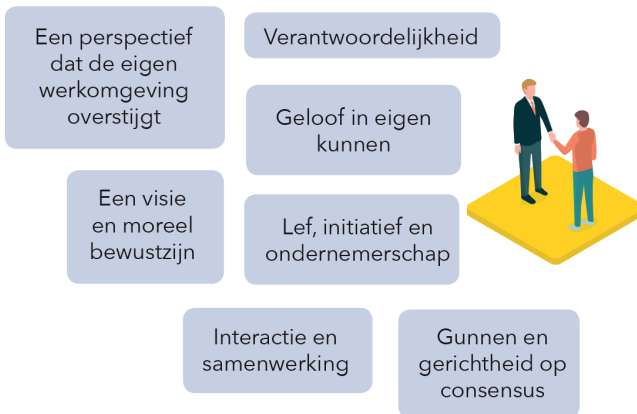 Een perspectief
dat de eigen
werkomgeving
overstijgt
Verantwoordelijkheid
Geloof in eigen
kunnen
Een visie
en moreel
bewustzijn
Lef, initiatief en
ondernemerschap
Interactie en
samenwerking
Gunnen en
gerichtheid op
consensus